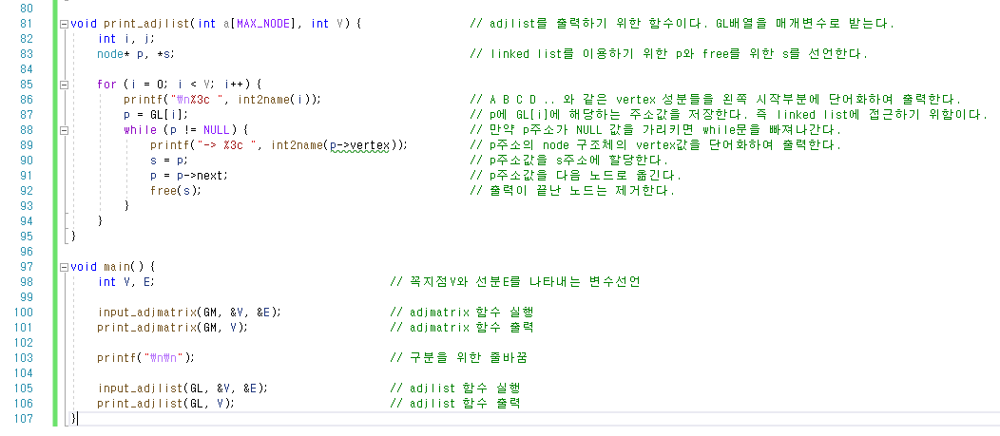 80
81 void print_adjlist(int a[MAX_NODE], int V) { // adjlist를 출력하기 위한 함수이다. GL배열을 매개변수로 받는다.
82 int i, j;
83 node* p, *s; // linked list를 이용하기 위한 p와 free를 위한 s를 선언한다.
84
85 for (i = 0; i < V; i++) {
86 printf("₩n%3c ", int2name(i)); // A B C D .. 와 같은 vertex 성분들을 왼쪽 시작부분에 단어화하여 출력한다.
87 p = GL[i]; // p에 GL[i]에 해당하는 주소값을 저장한다. 즉 linked list에 접근하기 위함이다.
88 while (p != NULL) { // 만약 p주소가 NULL 값을 가리키면 while문을 빠져나간다.
89 printf("-> %3c ", int2name(p->vertex)); // p주소의 node 구조체의 vertex값을 단어화하여 출력한다.
90 s = p; // p주소값을 s주소에 할당한다.
91 p = p->next; // p주소값을 다음 노드로 옮긴다.
92 free(s); // 출력이 끝난 노드는 제거한다.
93 }
94 }
95 }
96
97 void main() {
98 int V, E; // 꼭지점V와 선분E를 나타내는 변수선언
99
100 input_adjmatrix(GM, &V, &E); // adjmatrix 함수 실행
101 print_adjmatrix(GM, V); // adjmatrix 함수 출력
102
103 printf("₩n₩n"); // 구분을 위한 줄바꿈
104
105 input_adjlist(GL, &V, &E); // adjlist 함수 실행
106 print_adjlist(GL, V); // adjlist 함수 출력
107 }